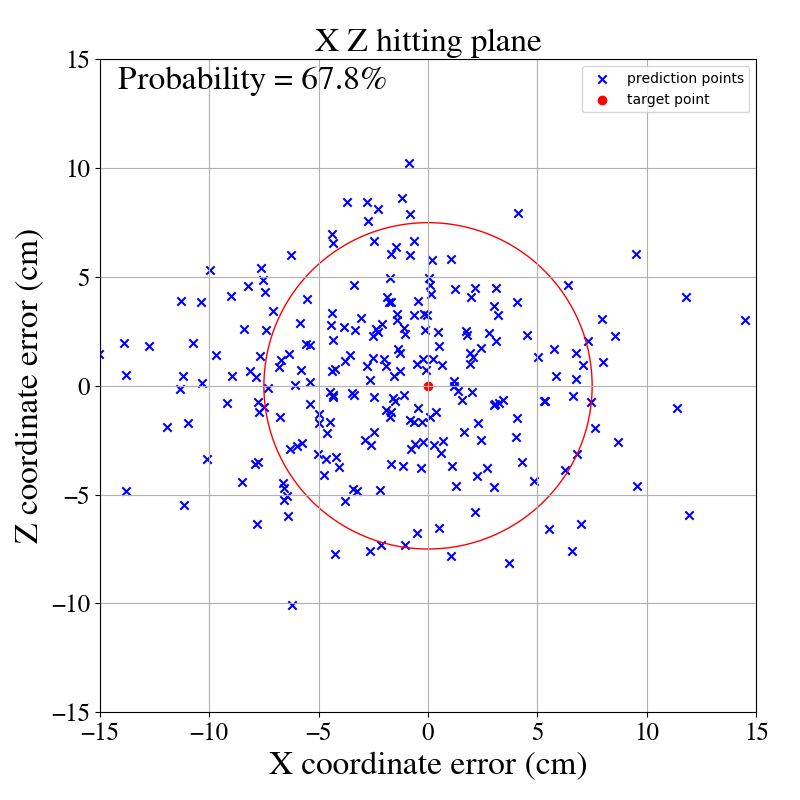 X Z hitting plane
Probability = 67.8%
prediction points
target point
15
10
5
0
−5
−10
−15
Z coordinate error (cm)
−15 −10 −5 0 5 10 15
X coordinate error (cm)